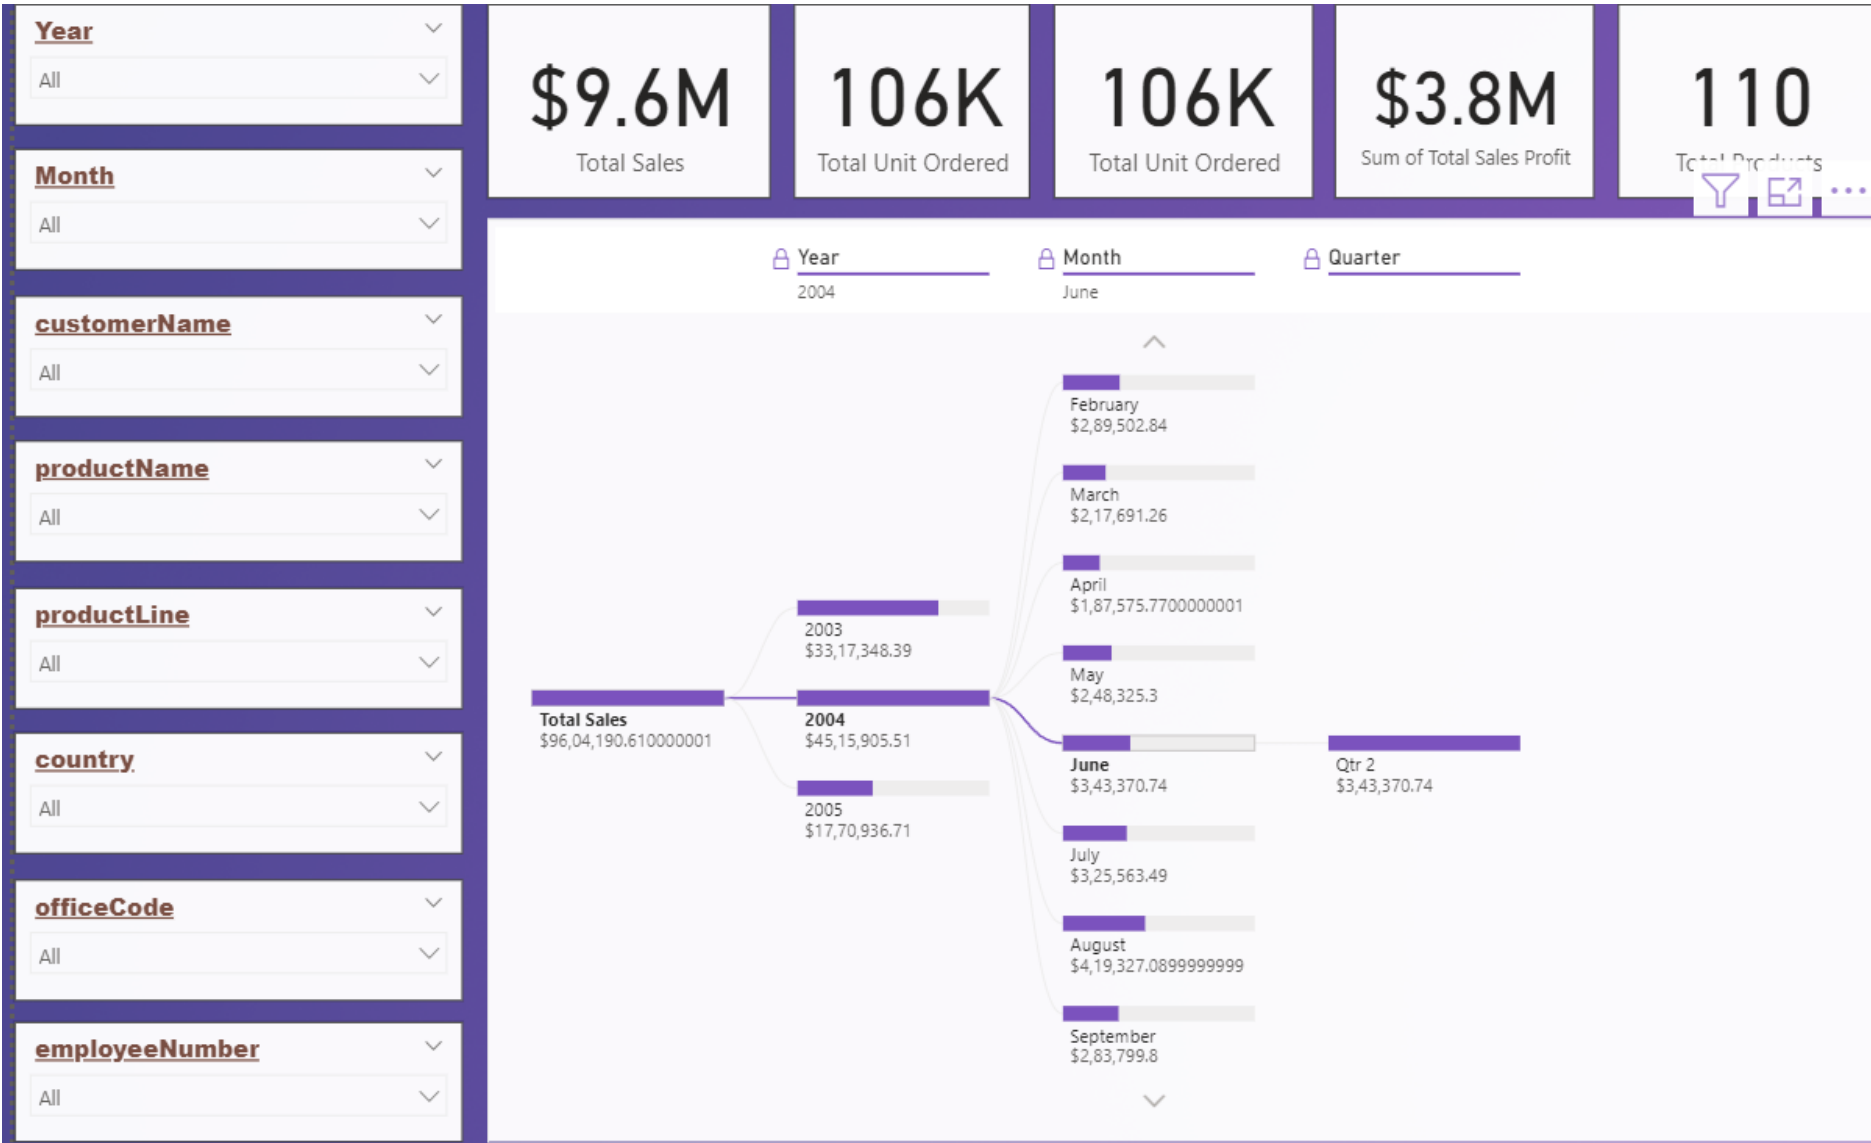 Year
All
Month
All
customerName
All
productName
All
productLine
All
country
All
officeCode
All
employeeNumber
All
$9.6M
Total Sales
106K
Total Unit Ordered
106K
Total Unit Ordered
$3.8M
Sum of Total Sales Profit
110
Total Products
Year
2004
Month
June
Quarter
Total Sales
$96,04,190.610000001
2003
$33,17,348.39
2004
$45,15,905.51
2005
$17,70,936.71
February
$2,89,502.84
March
$2,17,691.26
April
$1,87,575.7700000001
May
$2,48,325.3
June
$3,43,370.74
July
$3,25,563.49
August
$4,19,327.0899999999
September
$2,83,799.8
Qtr 2
$3,43,370.74